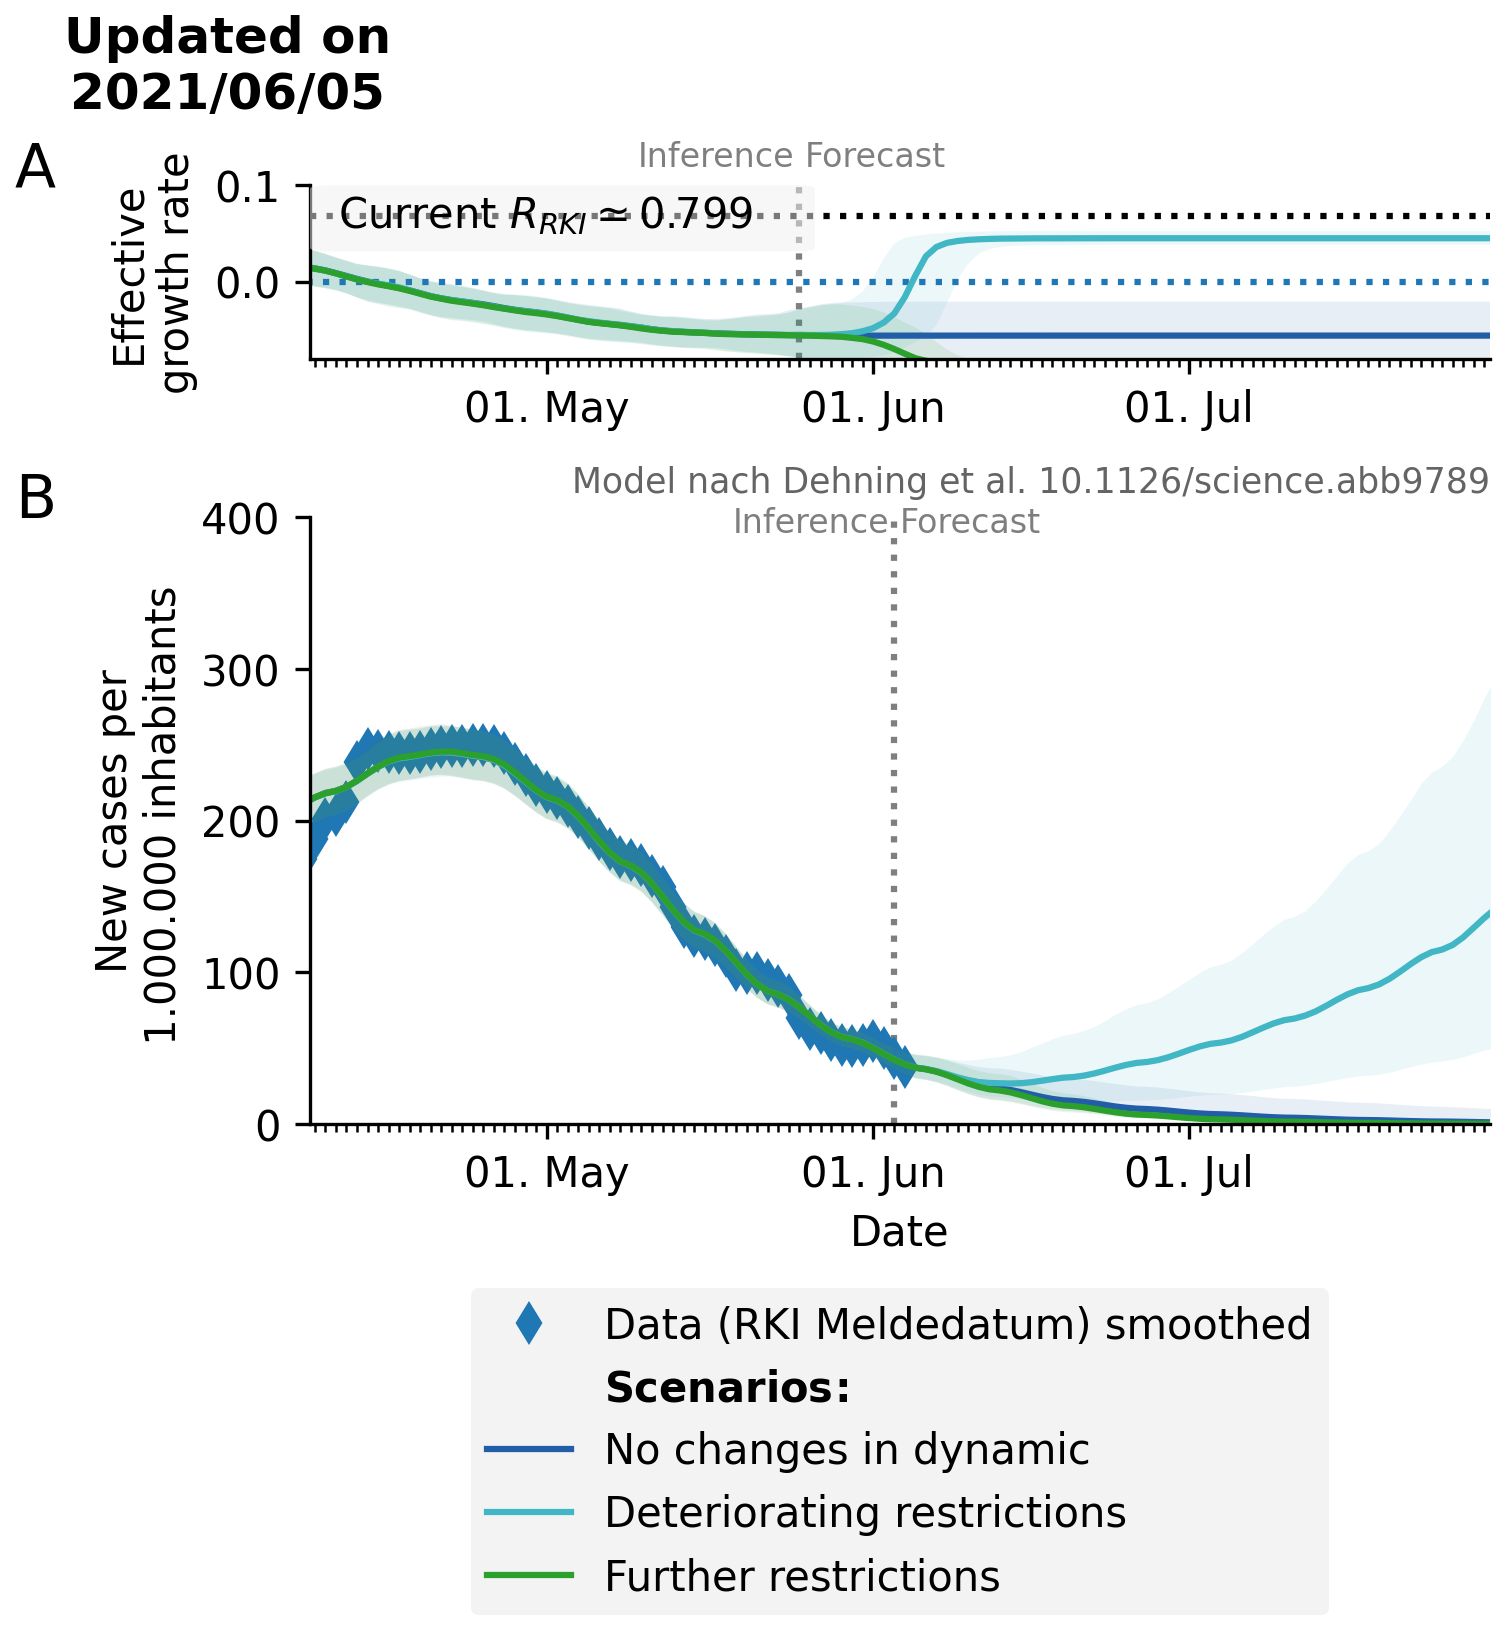 Updated on
2021/06/05
A
Inference Forecast
Effective
growth rate
0.1
0.0
Current R_RKI ≃ 0.799
01. May 01. Jun 01. Jul
B
Model nach Dehning et al. 10.1126/science.abb9789
Inference Forecast
New cases per
1.000.000 inhabitants
400
300
200
100
0
01. May 01. Jun 01. Jul
Date
Data (RKI Meldedatum) smoothed
Scenarios:
No changes in dynamic
Deteriorating restrictions
Further restrictions